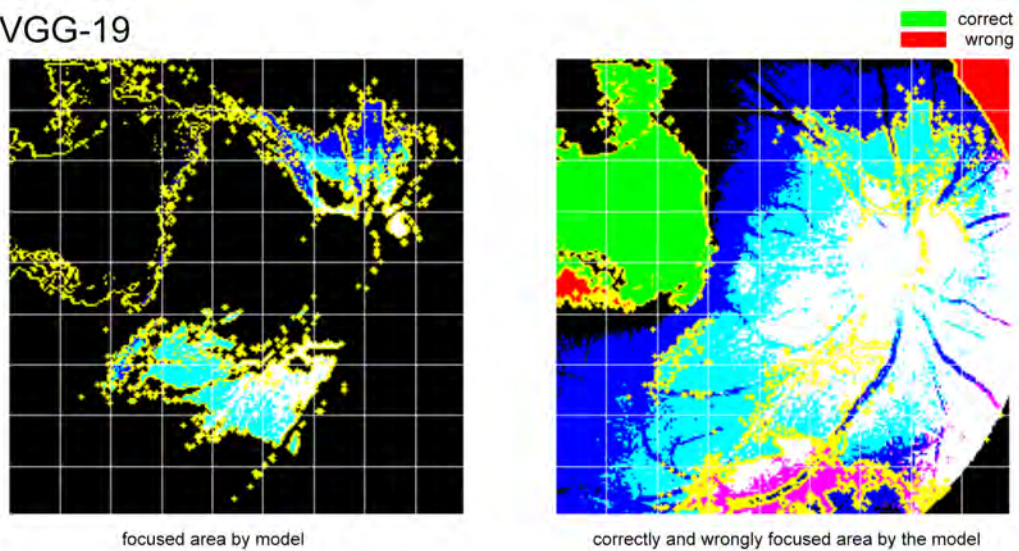 VGG-19
correct
wrong
focused area by model
correctly and wrongly focused area by the model